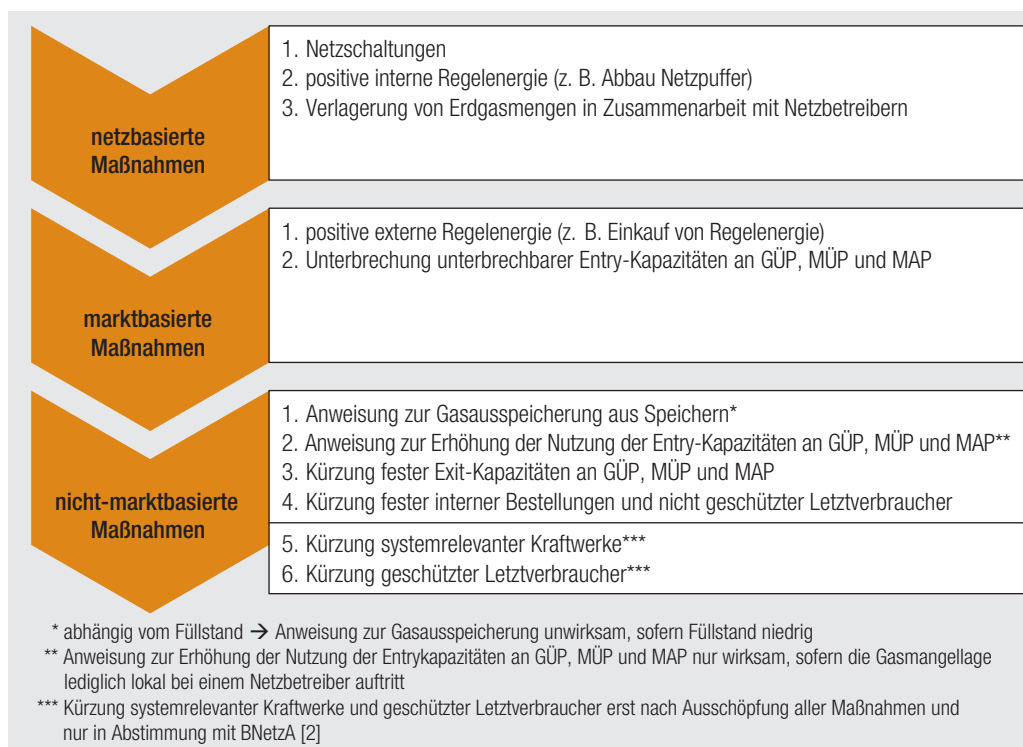 netzbasierte
Maßnahmen
1. Netzschaltungen
2. positive interne Regelenergie (z. B. Abbau Netzpuffer)
3. Verlagerung von Erdgasmengen in Zusammenarbeit mit Netzbetreibern
marktbasierte
Maßnahmen
1. positive externe Regelenergie (z. B. Einkauf von Regelenergie)
2. Unterbrechung unterbrechbarer Entry-Kapazitäten an GÜP, MÜP und MAP
nicht-marktbasierte
Maßnahmen
1. Anweisung zur Gasausspeicherung aus Speichern*
2. Anweisung zur Erhöhung der Nutzung der Entry-Kapazitäten an GÜP, MÜP und MAP**
3. Kürzung fester Exit-Kapazitäten an GÜP, MÜP und MAP
4. Kürzung fester interner Bestellungen und nicht geschützter Letztverbraucher
5. Kürzung systemrelevanter Kraftwerke***
6. Kürzung geschützter Letztverbraucher***
* abhängig vom Füllstand → Anweisung zur Gasausspeicherung unwirksam, sofern Füllstand niedrig
** Anweisung zur Erhöhung der Nutzung der Entrykapazitäten an GÜP, MÜP und MAP nur wirksam, sofern die Gasmangellage
lediglich lokal bei einem Netzbetreiber auftritt
*** Kürzung systemrelevanter Kraftwerke und geschützter Letztverbraucher erst nach Ausschöpfung aller Maßnahmen und
nur in Abstimmung mit BNetzA [2]